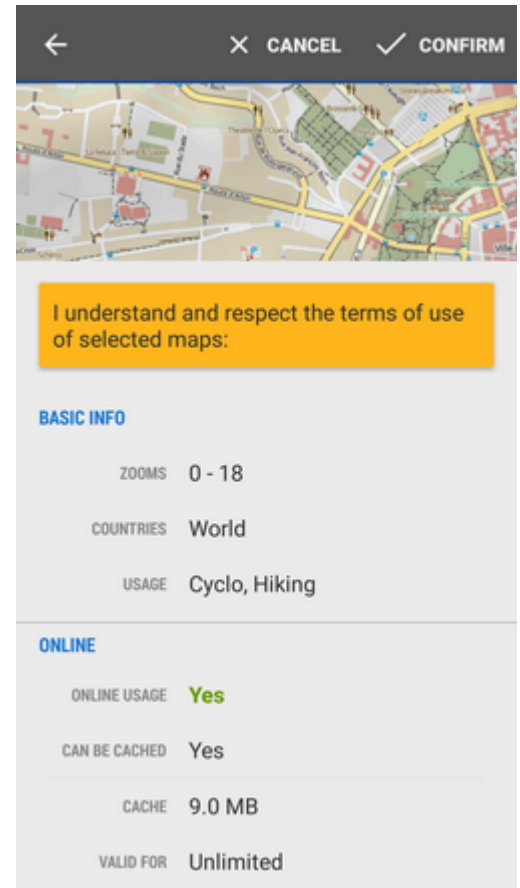 CANCEL CONFIRM
I understand and respect the terms of use
of selected maps:
BASIC INFO
ZOOMS 0 - 18
COUNTRIES World
USAGE Cyclo, Hiking
ONLINE
ONLINE USAGE Yes
CAN BE CACHED Yes
CACHE 9.0 MB
VALID FOR Unlimited